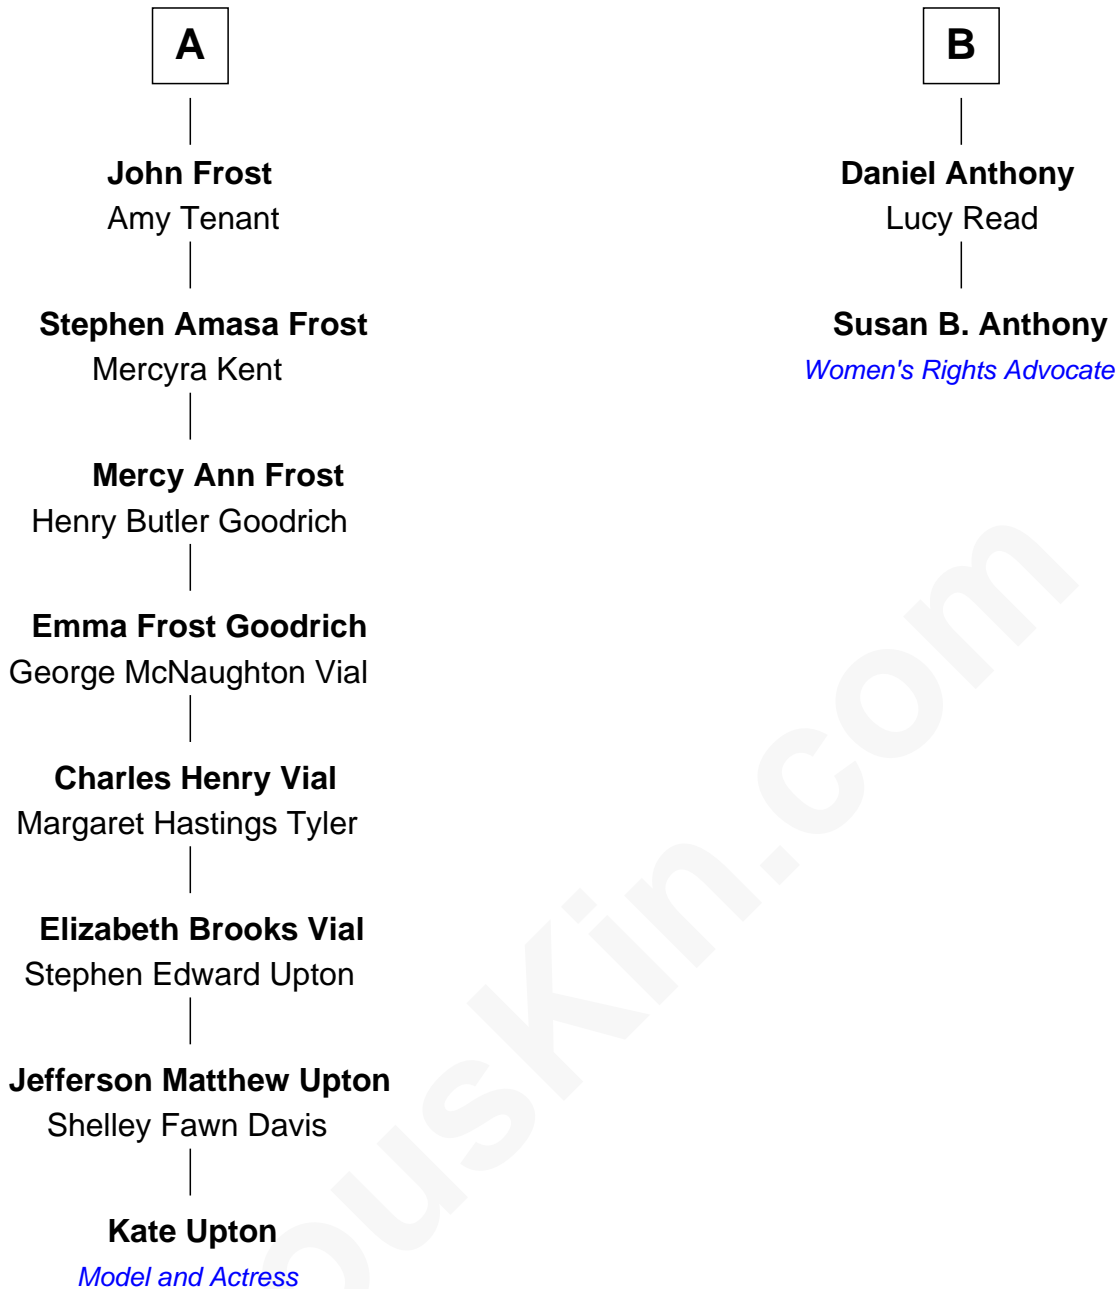 A
John Frost
Amy Tenant
Stephen Amasa Frost
Mercyra Kent
Mercy Ann Frost
Henry Butler Goodrich
Emma Frost Goodrich
George McNaughton Vial
Charles Henry Vial
Margaret Hastings Tyler
Elizabeth Brooks Vial
Stephen Edward Upton
Jefferson Matthew Upton
Shelley Fawn Davis
Kate Upton
Model and Actress
B
Daniel Anthony
Lucy Read
Susan B. Anthony
Women's Rights Advocate
ousKin.com